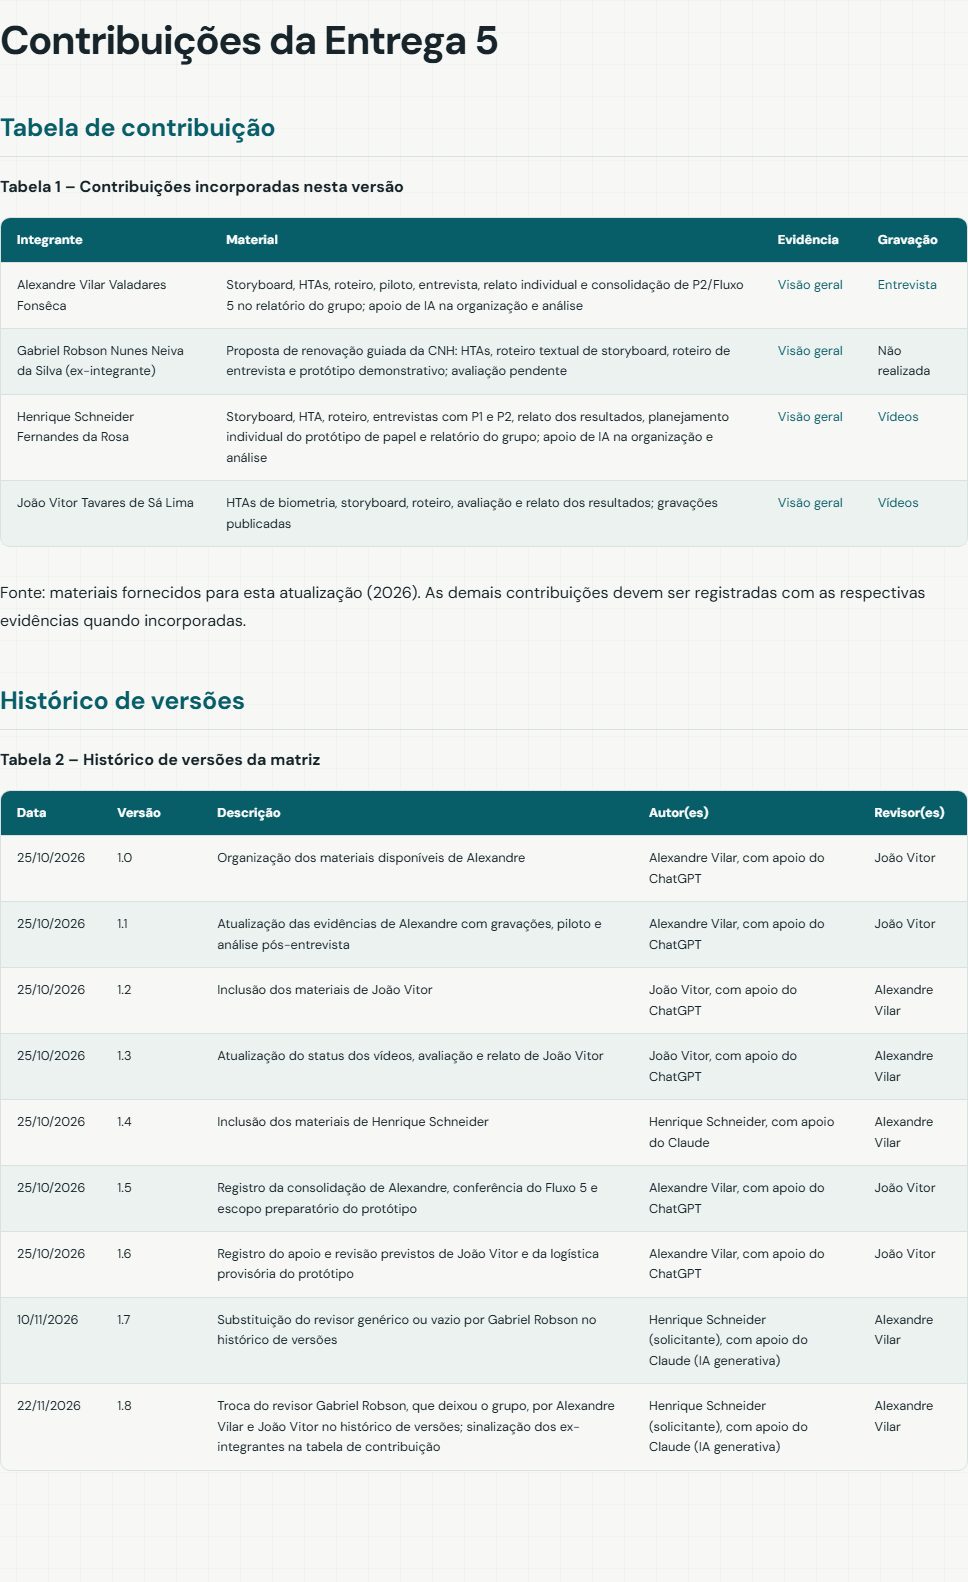 Contribuições da Entrega 5
Tabela de contribuição
Tabela 1 – Contribuições incorporadas nesta versão
Integrante Material Evidência Gravação
Alexandre Vilar Valadares Storyboard, HTAs, roteiro, piloto, entrevista, relato individual e consolidação de P2/Fluxo Visão geral Entrevista
Fonsêca 5 no relatório do grupo; apoio de IA na organização e análise
Gabriel Robson Nunes Neiva Proposta de renovação guiada da CNH: HTAs, roteiro textual de storyboard, roteiro de Visão geral Não
da Silva (ex-integrante) entrevista e protótipo demonstrativo; avaliação pendente realizada
Henrique Schneider Storyboard, HTA, roteiro, entrevistas com P1 e P2, relato dos resultados, planejamento Visão geral Vídeos
Fernandes da Rosa individual do protótipo de papel e relatório do grupo; apoio de IA na organização e
análise
João Vitor Tavares de Sá Lima HTAs de biometria, storyboard, roteiro, avaliação e relato dos resultados; gravações Visão geral Vídeos
publicadas
Fonte: materiais fornecidos para esta atualização (2026). As demais contribuições devem ser registradas com as respectivas
evidências quando incorporadas.
Histórico de versões
Tabela 2 – Histórico de versões da matriz
Data Versão Descrição Autor(es) Revisor(es)
25/10/2026 1.0 Organização dos materiais disponíveis de Alexandre Alexandre Vilar, com apoio do João Vitor
ChatGPT
25/10/2026 1.1 Atualização das evidências de Alexandre com gravações, piloto e Alexandre Vilar, com apoio do João Vitor
análise pós-entrevista ChatGPT
25/10/2026 1.2 Inclusão dos materiais de João Vitor João Vitor, com apoio do Alexandre
ChatGPT Vilar
25/10/2026 1.3 Atualização do status dos vídeos, avaliação e relato de João Vitor João Vitor, com apoio do Alexandre
ChatGPT Vilar
25/10/2026 1.4 Inclusão dos materiais de Henrique Schneider Henrique Schneider, com apoio Alexandre
do Claude Vilar
25/10/2026 1.5 Registro da consolidação de Alexandre, conferência do Fluxo 5 e Alexandre Vilar, com apoio do João Vitor
escopo preparatório do protótipo ChatGPT
25/10/2026 1.6 Registro do apoio e revisão previstos de João Vitor e da logística Alexandre Vilar, com apoio do João Vitor
provisória do protótipo ChatGPT
10/11/2026 1.7 Substituição do revisor genérico ou vazio por Gabriel Robson no Henrique Schneider Alexandre
histórico de versões (solicitante), com apoio do Vilar
Claude (IA generativa)
22/11/2026 1.8 Troca do revisor Gabriel Robson, que deixou o grupo, por Alexandre Henrique Schneider Alexandre
Vilar e João Vitor no histórico de versões; sinalização dos ex- (solicitante), com apoio do Vilar
integrantes na tabela de contribuição Claude (IA generativa)